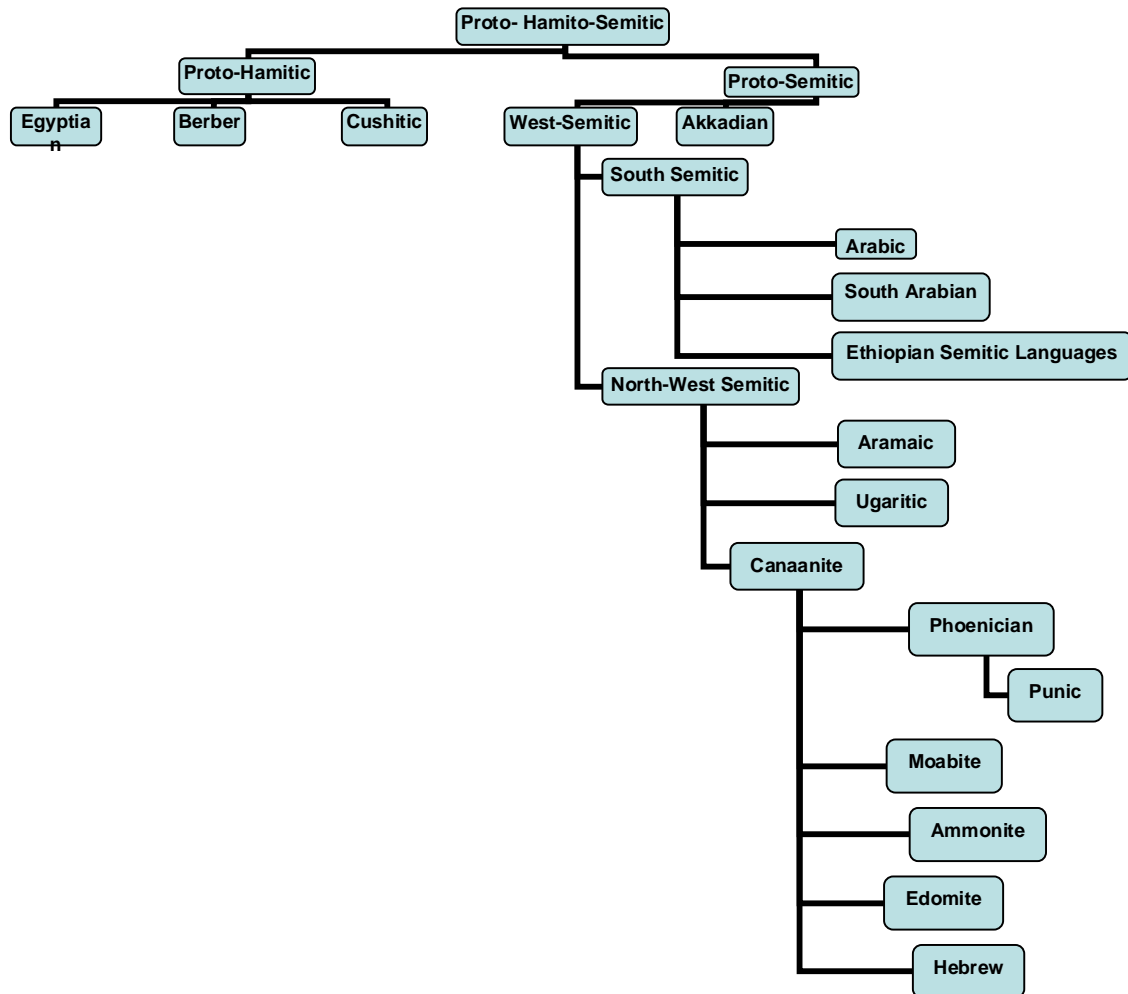 Proto- Hamito-Semitic
Proto-Hamitic
Proto-Semitic
Egyptia
n
Berber
Cushitic
West-Semitic
Akkadian
South Semitic
Arabic
South Arabian
Ethiopian Semitic Languages
North-West Semitic
Aramaic
Ugaritic
Canaanite
Phoenician
Punic
Moabite
Ammonite
Edomite
Hebrew